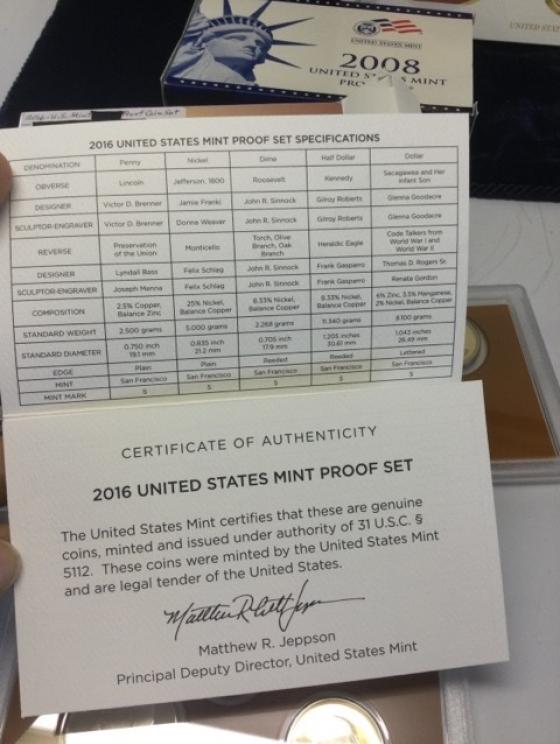 UNITED STATES MINT
2008
UNITED STATES MINT
PRO
UNITED STAT
2016 U.S. Mint Proof Coin Set
2016 UNITED STATES MINT PROOF SET SPECIFICATIONS
DENOMINATION Penny Nickel Dime Half Dollar Dollar
OBVERSE Lincoln Jefferson, 1800 Roosevelt Kennedy Sacagawea and Her
Infant Son
DESIGNER Victor D. Brenner Jamie Franki John R. Sinnock Gilroy Roberts Glenna Goodacre
SCULPTOR-ENGRAVER Victor D. Brenner Donna Weaver John R. Sinnock Gilroy Roberts Glenna Goodacre
REVERSE Preservation
of the Union Monticello Torch, Olive
Branch, Oak
Branch Heraldic Eagle Code Talkers from
World War I and
World War II
DESIGNER Lyndall Bass Felix Schlag John R. Sinnock Frank Gasparro Thomas D. Rogers Sr.
SCULPTOR-ENGRAVER Joseph Menna Felix Schlag John R. Sinnock Frank Gasparro Renata Gordon
COMPOSITION 2.5% Copper,
Balance Zinc 25% Nickel,
Balance Copper 8.33% Nickel,
Balance Copper 8.33% Nickel,
Balance Copper 6% Zinc, 3.5% Manganese,
2% Nickel, Balance Copper
STANDARD WEIGHT 2.500 grams 5.000 grams 2.268 grams 11.340 grams 8.100 grams
STANDARD DIAMETER 0.750 inch
19.1 mm 0.835 inch
21.2 mm 0.705 inch
17.9 mm 1.205 inches
30.61 mm 1.043 inches
26.49 mm
EDGE Plain Plain Reeded Reeded Lettered
MINT San Francisco San Francisco San Francisco San Francisco San Francisco
MINT MARK S S S S S
CERTIFICATE OF AUTHENTICITY
2016 UNITED STATES MINT PROOF SET
The United States Mint certifies that these are genuine
coins, minted and issued under authority of 31 U.S.C. §
5112. These coins were minted by the United States Mint
and are legal tender of the United States.
Matthew R. Jeppson
Principal Deputy Director, United States Mint